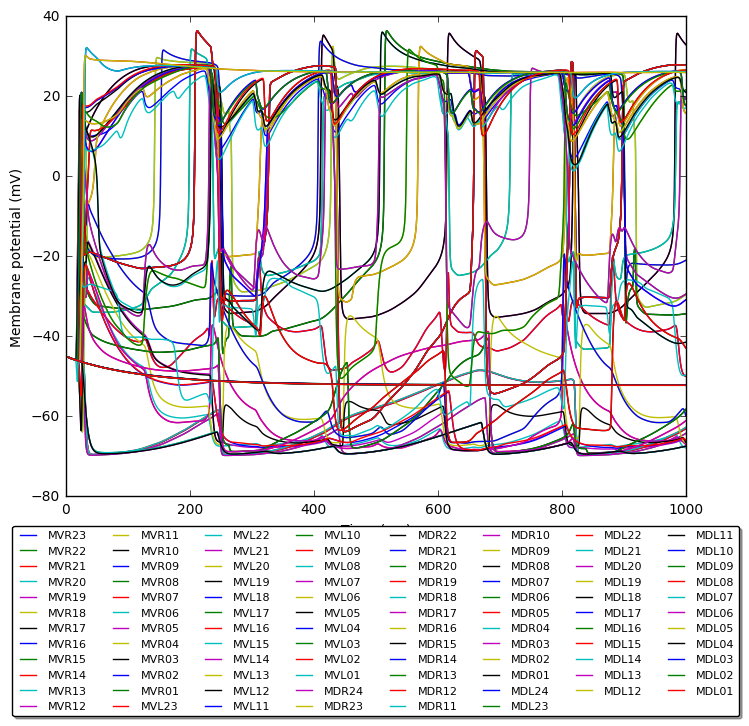 40
20
0
−20
−40
−60
−80
Membrane potential (mV)
0 200 400 600 800 1000
MVR23 MVR11 MVL22 MVL10 MDR22 MDR10 MDL22 MDL11
MVR22 MVR10 MVL21 MVL09 MDR21 MDR09 MDL21 MDL10
MVR21 MVR09 MVL20 MVL08 MDR20 MDR08 MDL20 MDL09
MVR20 MVR08 MVL19 MVL07 MDR19 MDR07 MDL19 MDL08
MVR19 MVR07 MVL18 MVL06 MDR18 MDR06 MDL18 MDL07
MVR18 MVR06 MVL17 MVL05 MDR17 MDR05 MDL17 MDL06
MVR17 MVR05 MVL16 MVL04 MDR16 MDR04 MDL16 MDL05
MVR16 MVR04 MVL15 MVL03 MDR15 MDR03 MDL15 MDL04
MVR15 MVR03 MVL14 MVL02 MDR14 MDR02 MDL14 MDL03
MVR14 MVR02 MVL13 MVL01 MDR13 MDR01 MDL13 MDL02
MVR13 MVR01 MVL12 MDR24 MDR12 MDL24 MDL12 MDL01
MVR12 MVL23 MVL11 MDR23 MDR11 MDL23